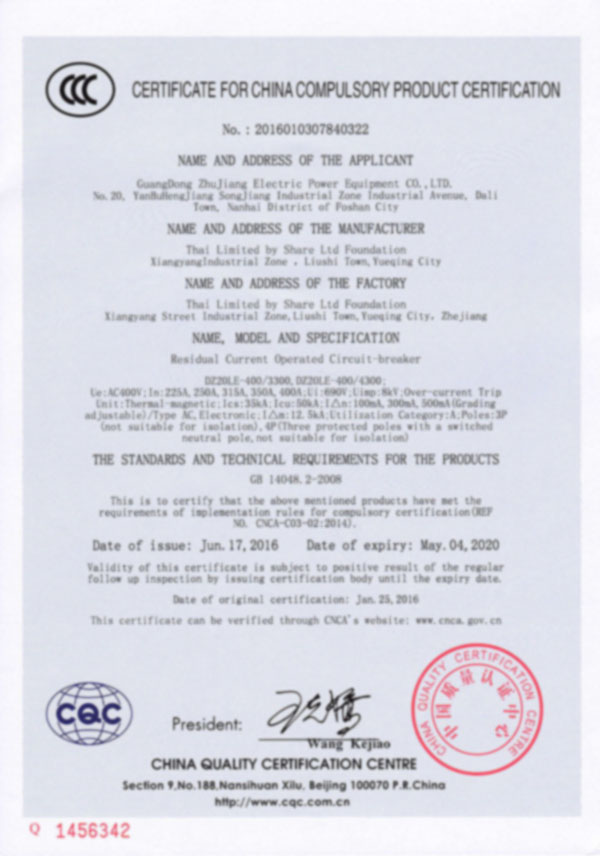 CCC
CERTIFICATE FOR CHINA COMPULSORY PRODUCT CERTIFICATION
No. : 2016010307840322
NAME AND ADDRESS OF THE APPLICANT
GuangDong ZhuJiang Electric Power Equipment CO.,LTD.
No.20, YanBuHengJiang SongJiang Industrial Zone Industrial Avenue, Dali
Town, Nanhai District of Foshan City
NAME AND ADDRESS OF THE MANUFACTURER
Thai Limited by Share Ltd Foundation
XiangyangIndustrial Zone , Liushi Town,Yueqing City
NAME AND ADDRESS OF THE FACTORY
Thai Limited by Share Ltd Foundation
Xiangyang Street Industrial Zone,Liushi Town,Yueqing City, Zhejiang
NAME, MODEL AND SPECIFICATION
Residual Current Operated Circuit-breaker
DZ20LE-400/3300,DZ20LE-400/4300;
Ue:AC400V;In:225A,250A,315A,350A,400A;Ui:690V;Uimp:8kV;Over-current Trip
Unit:Thermal-magnetic;Ics:35kA;Icu:50kA;I△n:100mA,300mA,500mA(Grading
adjustable)/Type AC,Electronic;I△m:12.5kA;Utilization Category:A;Poles:3P
(not suitable for isolation),4P(Three protected poles with a switched
neutral pole,not suitable for isolation)
THE STANDARDS AND TECHNICAL REQUIREMENTS FOR THE PRODUCTS
GB 14048.2-2008
This is to certify that the above mentioned products have met the
requirements of implementation rules for compulsory certification(REF
NO. CNCA-C03-02:2014).
Date of issue: Jun.17,2016 Date of expiry: May.04,2020
Validity of this certificate is subject to positive result of the regular
follow up inspection by issuing certification body until the expiry date.
Date of original certification: Jan.25,2016
This certificate can be verified through CNCA's website: www.cnca.gov.cn
CHINA QUALITY CERTIFICATION CENTRE
中国质量认证中心
CQC
President:
Wang Kejiao
CHINA QUALITY CERTIFICATION CENTRE
Section 9,No.188,Nansihuan Xilu, Beijing 100070 P.R.China
http://www.cqc.com.cn
Q 1456342